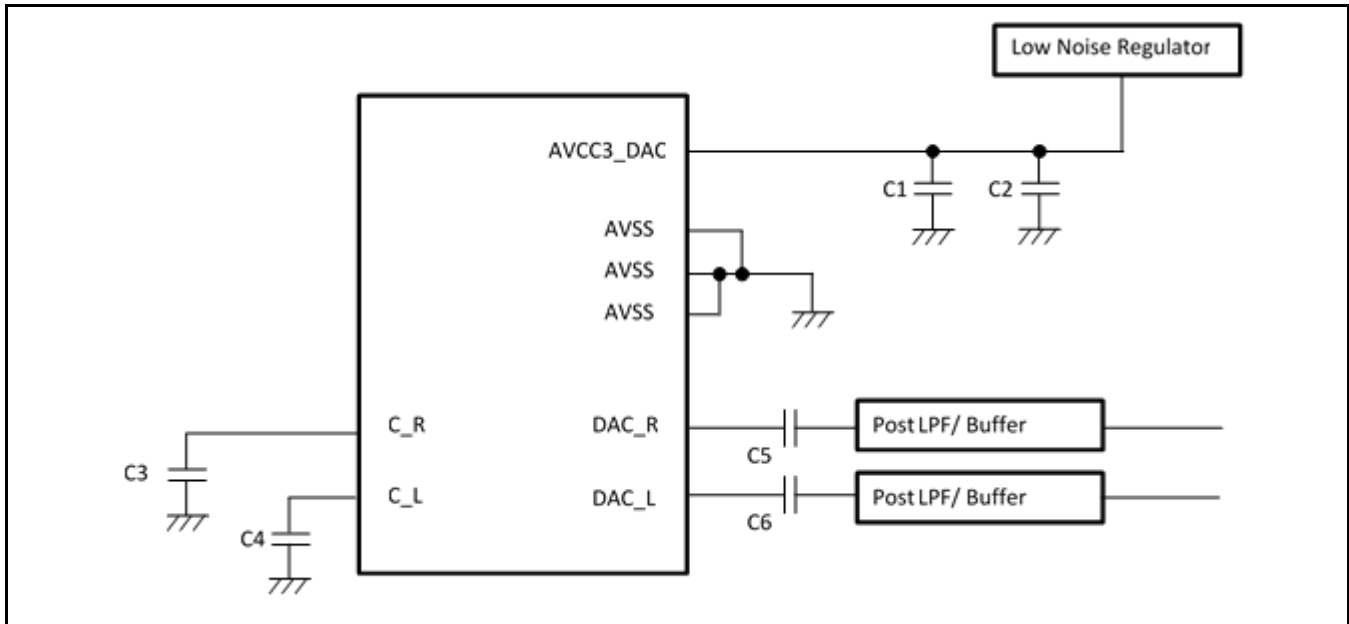 Low Noise Regulator
AVCC3_DAC
C1
C2
AVSS
AVSS
AVSS
C_R
DAC_R
Post LPF/ Buffer
C5
C3
C_L
DAC_L
Post LPF/ Buffer
C6
C4